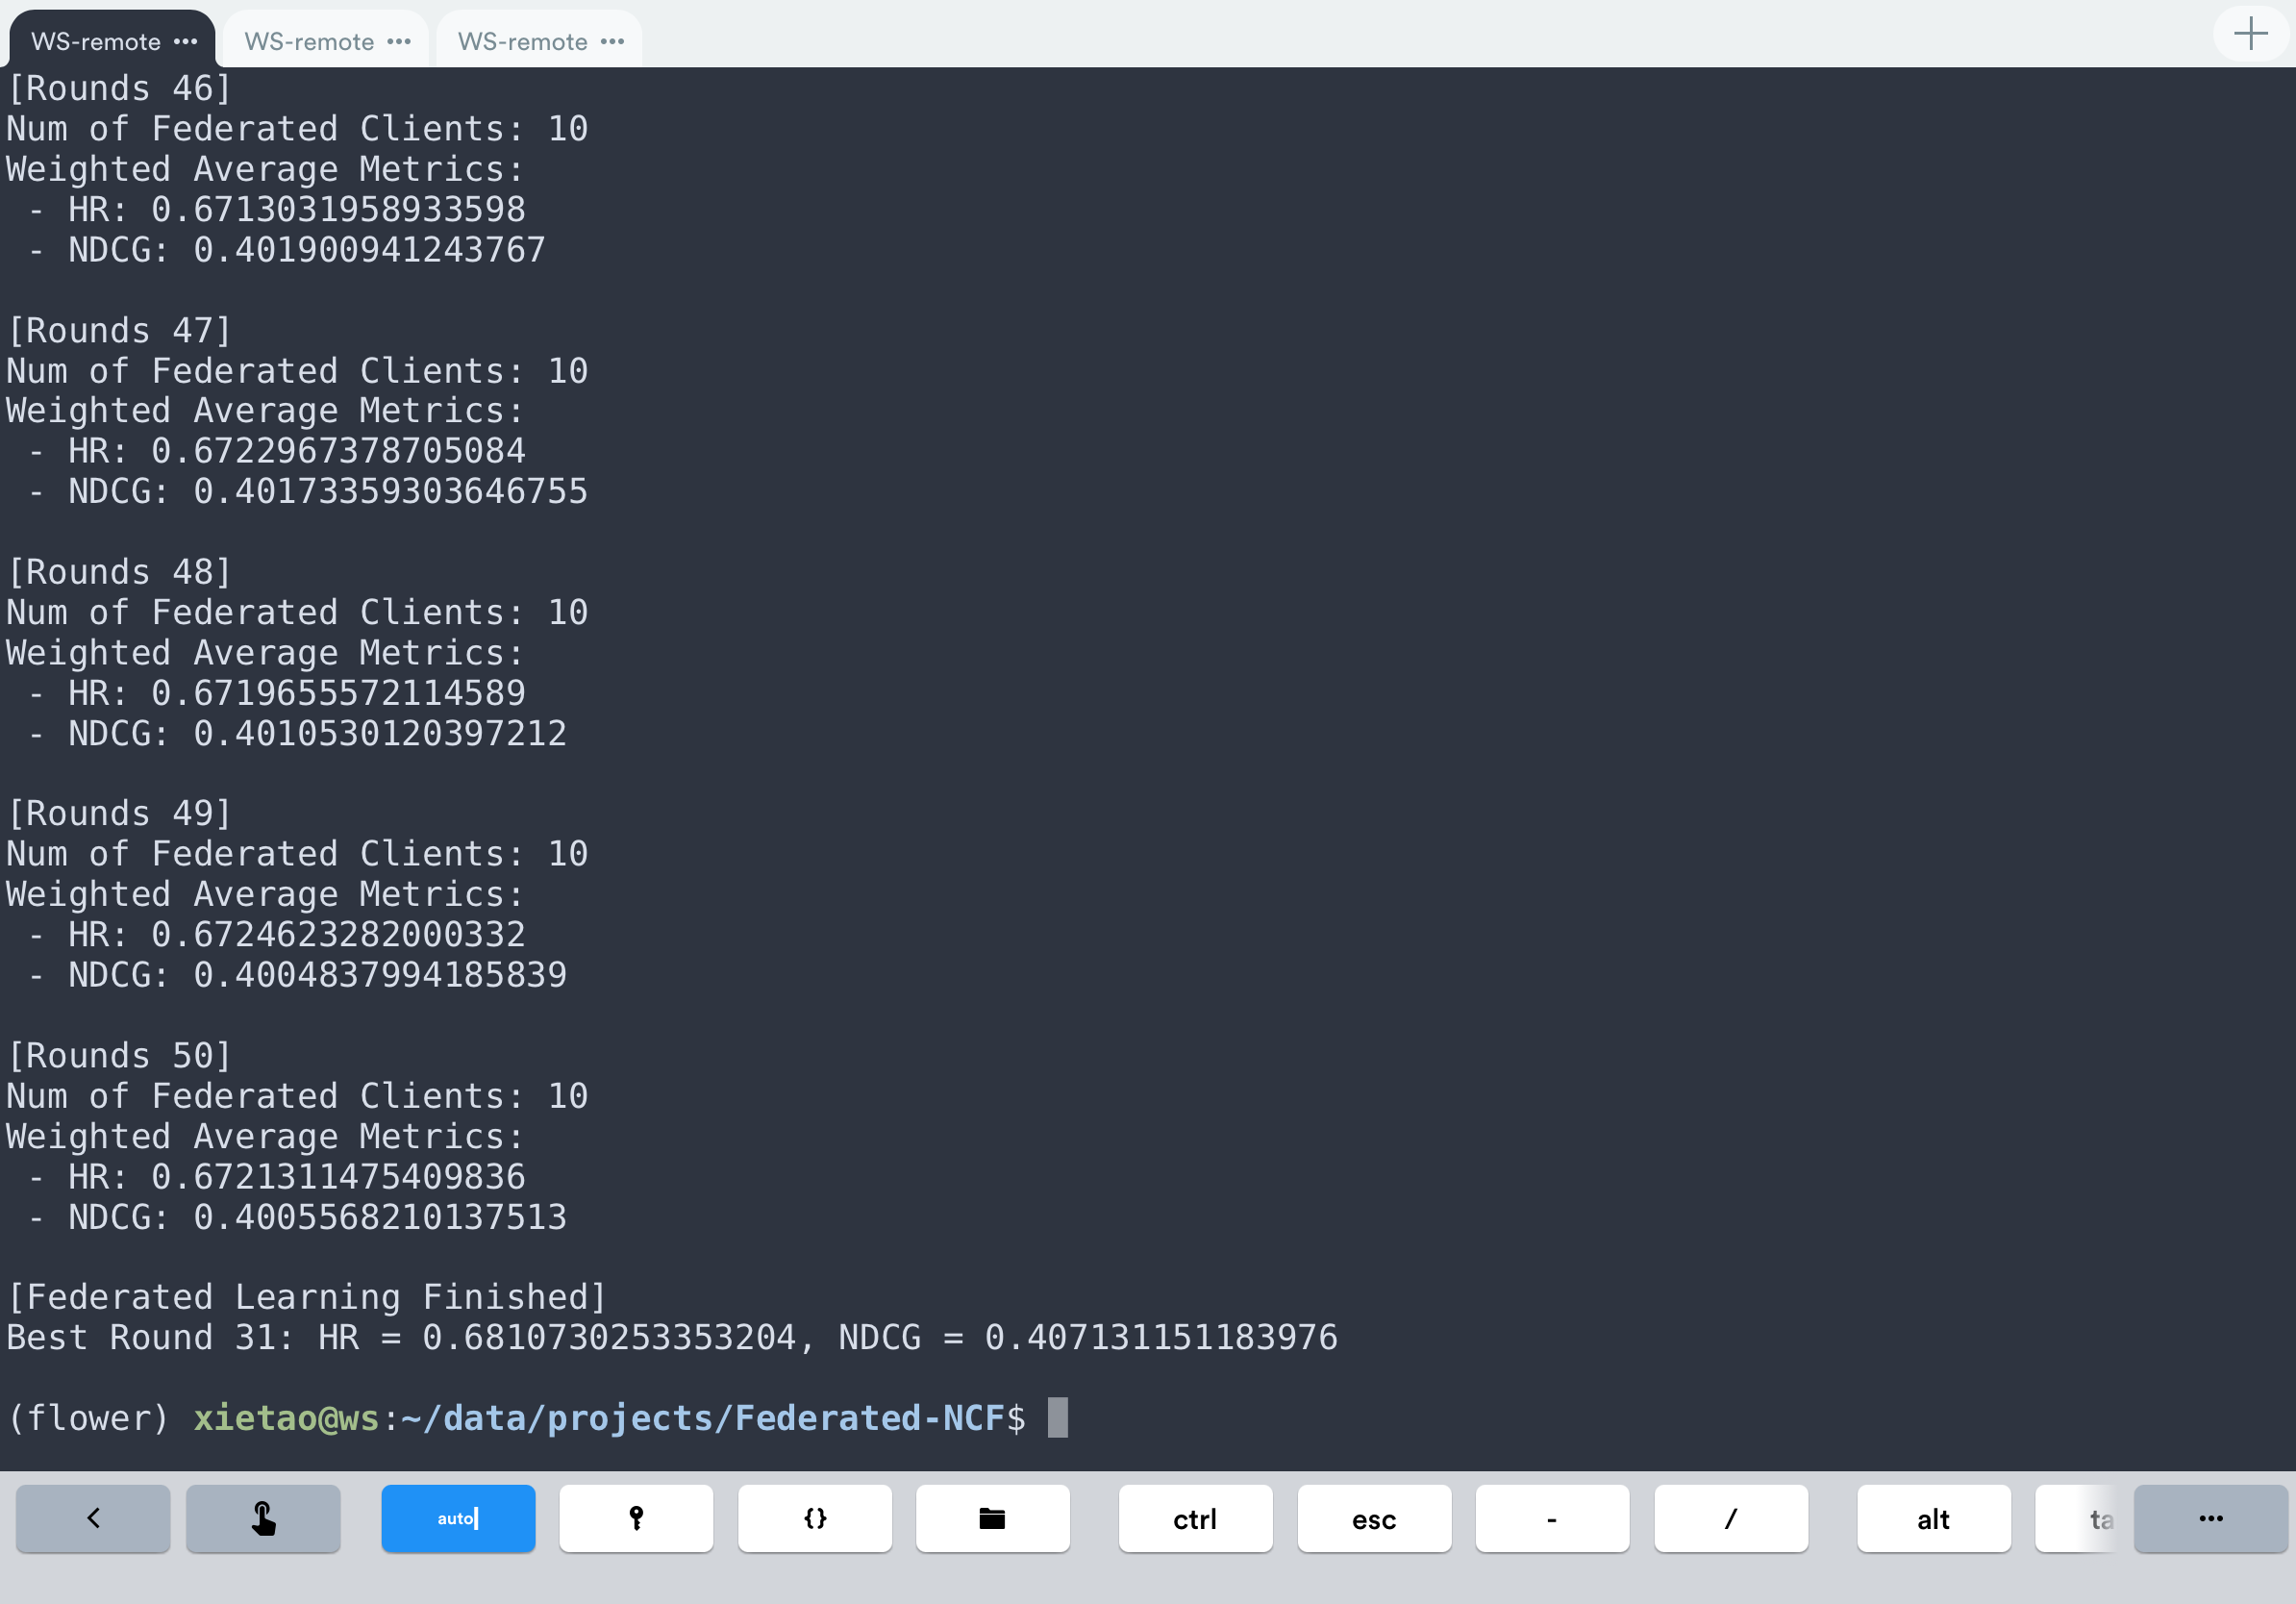 WS-remote ••• WS-remote ••• WS-remote •••
[Rounds 46]
Num of Federated Clients: 10
Weighted Average Metrics:
- HR: 0.6713031958933598
- NDCG: 0.401900941243767
[Rounds 47]
Num of Federated Clients: 10
Weighted Average Metrics:
- HR: 0.6722967378705084
- NDCG: 0.40173359303646755
[Rounds 48]
Num of Federated Clients: 10
Weighted Average Metrics:
- HR: 0.6719655572114589
- NDCG: 0.4010530120397212
[Rounds 49]
Num of Federated Clients: 10
Weighted Average Metrics:
- HR: 0.6724623282000332
- NDCG: 0.4004837994185839
[Rounds 50]
Num of Federated Clients: 10
Weighted Average Metrics:
- HR: 0.6721311475409836
- NDCG: 0.4005568210137513
[Federated Learning Finished]
Best Round 31: HR = 0.6810730253353204, NDCG = 0.407131151183976
(flower) xietao@ws:~/data/projects/Federated-NCF$
auto {} ctrl esc - / alt ta •••